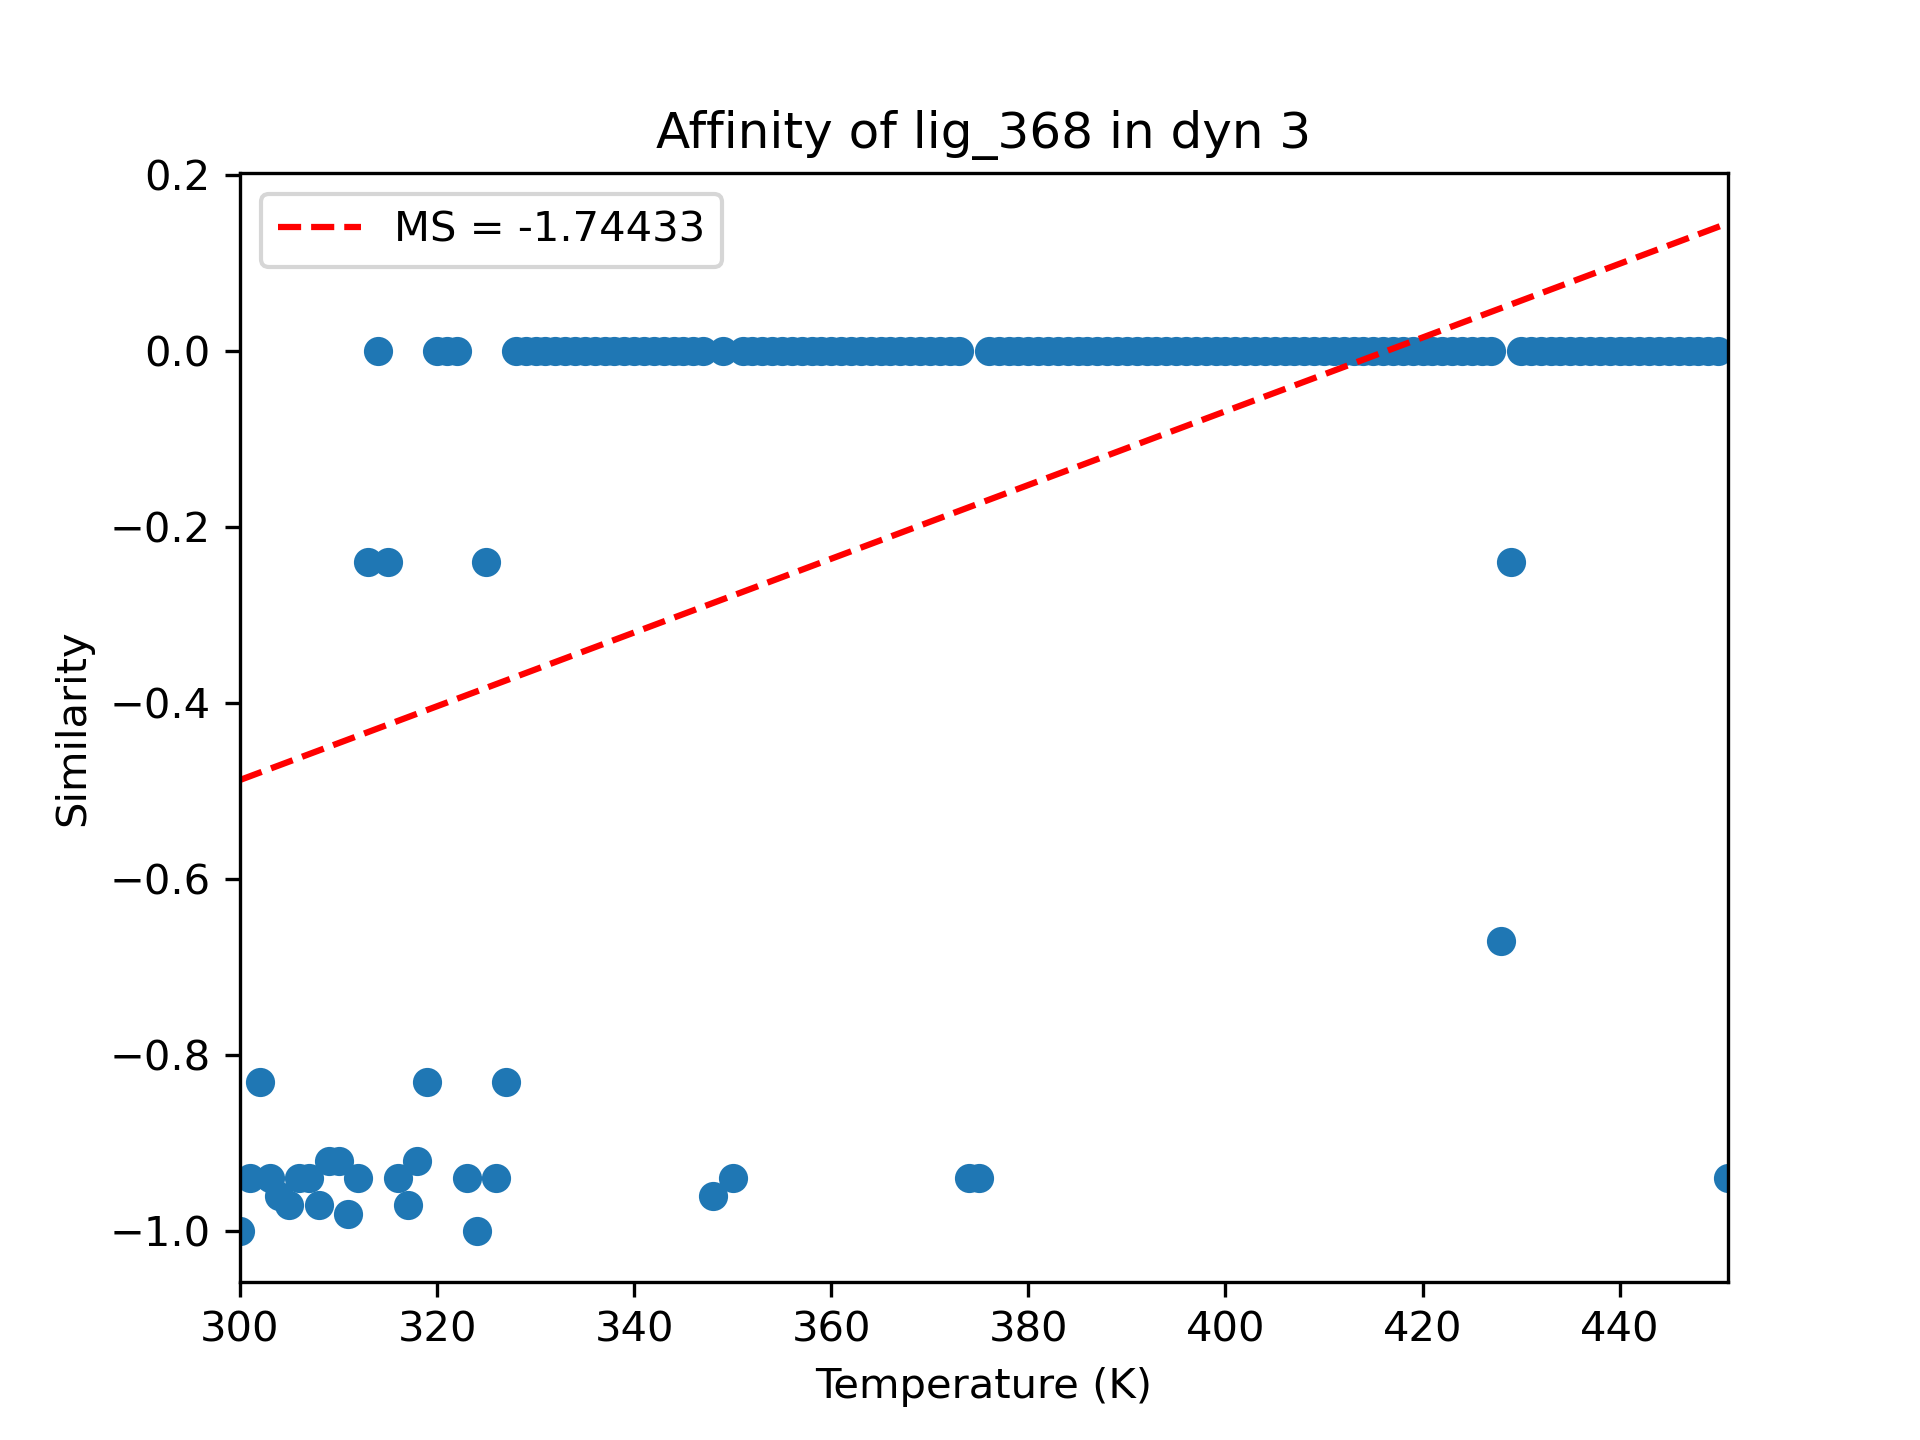 Affinity of lig_368 in dyn 3
MS = -1.74433
0.2
0.0
−0.2
−0.4
−0.6
−0.8
−1.0
Similarity
300 320 340 360 380 400 420 440
Temperature (K)